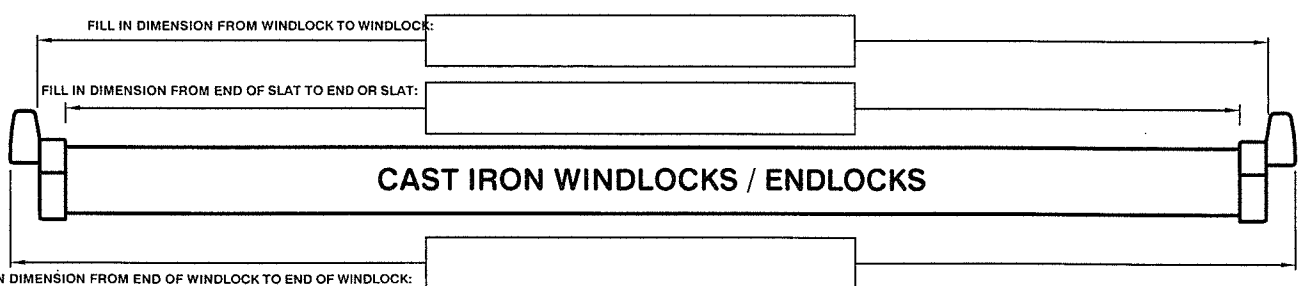 FILL IN DIMENSION FROM WINDLOCK TO WINDLOCK:
FILL IN DIMENSION FROM END OF SLAT TO END OR SLAT:
CAST IRON WINDLOCKS / ENDLOCKS
N DIMENSION FROM END OF WINDLOCK TO END OF WINDLOCK: